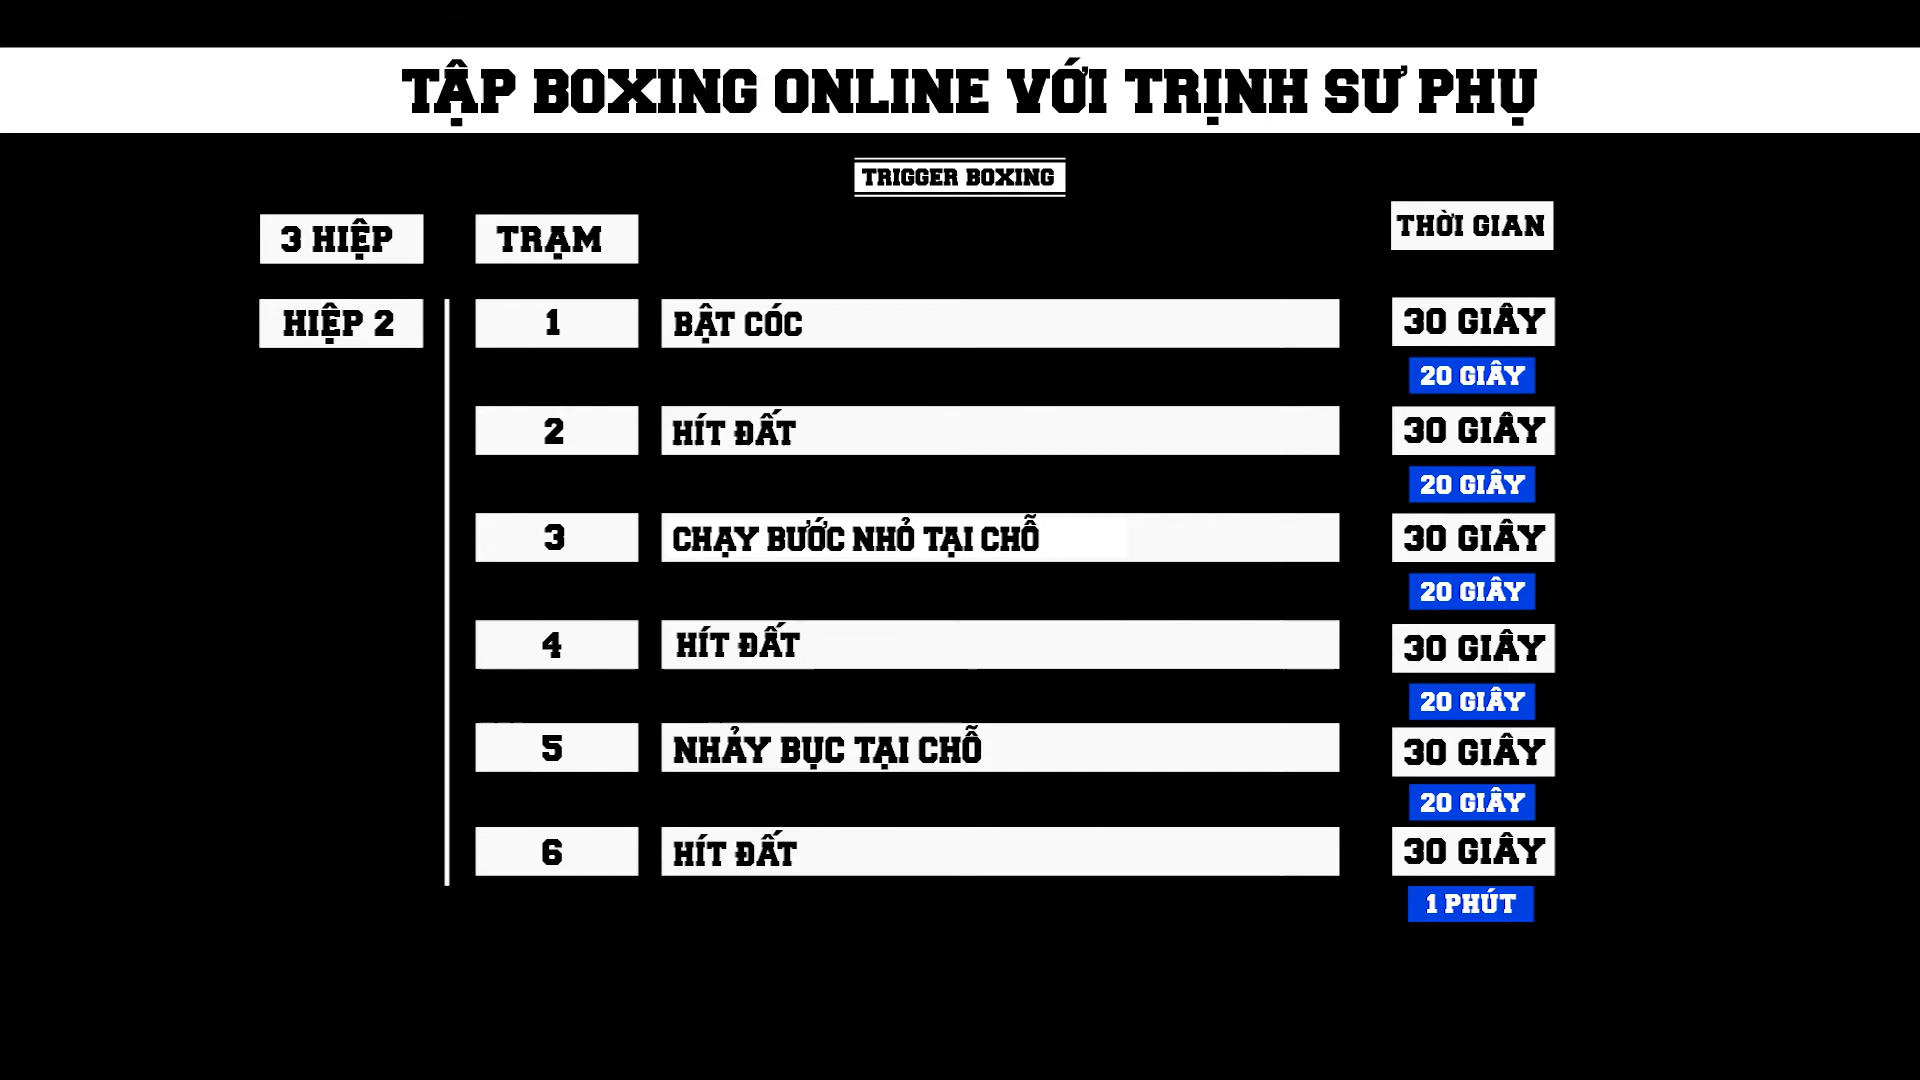 TẬP BOXING ONLINE VỚI TRỊNH SƯ PHỤ
TRIGGER BOXING
3 HIỆP TRẠM THỜI GIAN
HIỆP 2 1 BẬT CÓC 30 GIÂY
20 GIÂY
2 HÍT ĐẤT 30 GIÂY
20 GIÂY
3 CHẠY BƯỚC NHỎ TẠI CHỖ 30 GIÂY
20 GIÂY
4 HÍT ĐẤT 30 GIÂY
20 GIÂY
5 NHẢY BỤC TẠI CHỖ 30 GIÂY
20 GIÂY
6 HÍT ĐẤT 30 GIÂY
1 PHÚT